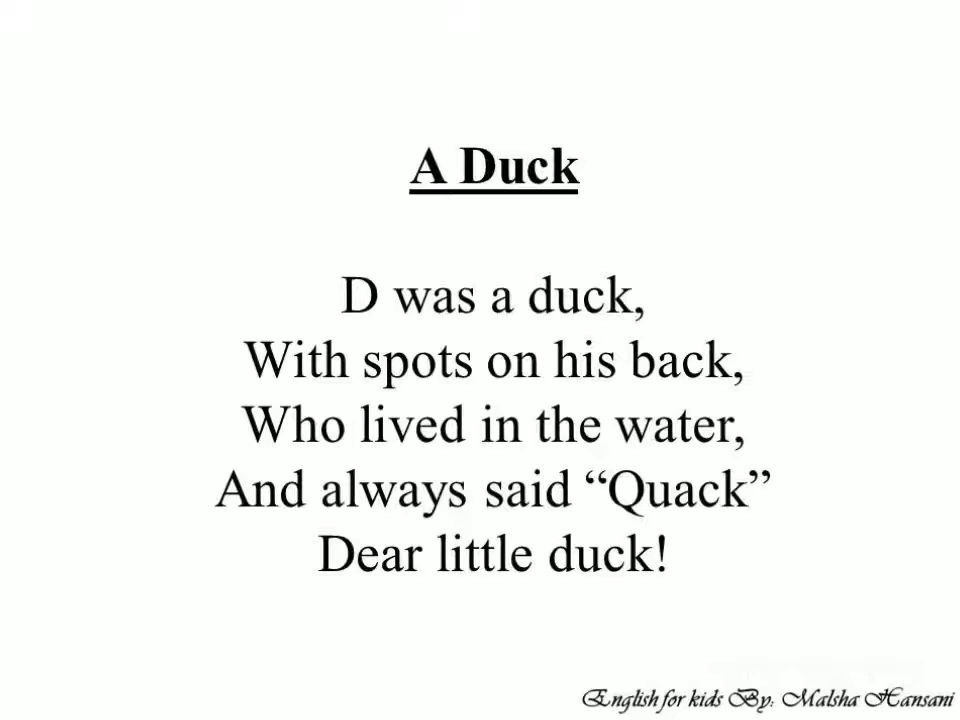 A Duck
D was a duck,
With spots on his back,
Who lived in the water,
And always said “Quack”
Dear little duck!
English for kids By: Malsha Hansani